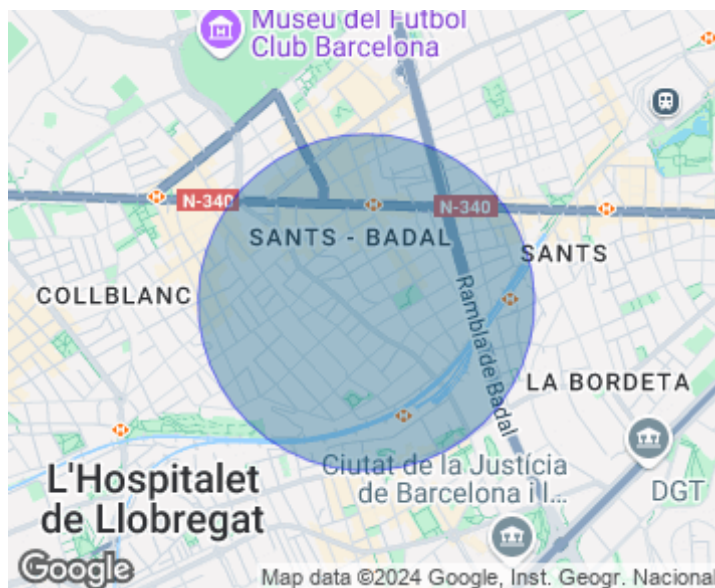 Museu del Futbol
Club Barcelona
N-340
N-340
SANTS - BADAL
SANTS
COLLBLANC
Rambla de Badal
LA BORDETA
L'Hospitalet
de Llobregat
Ciutat de la Justícia
de Barcelona i l...
DGT
Google
Map data ©2024 Google, Inst. Geogr. Nacional